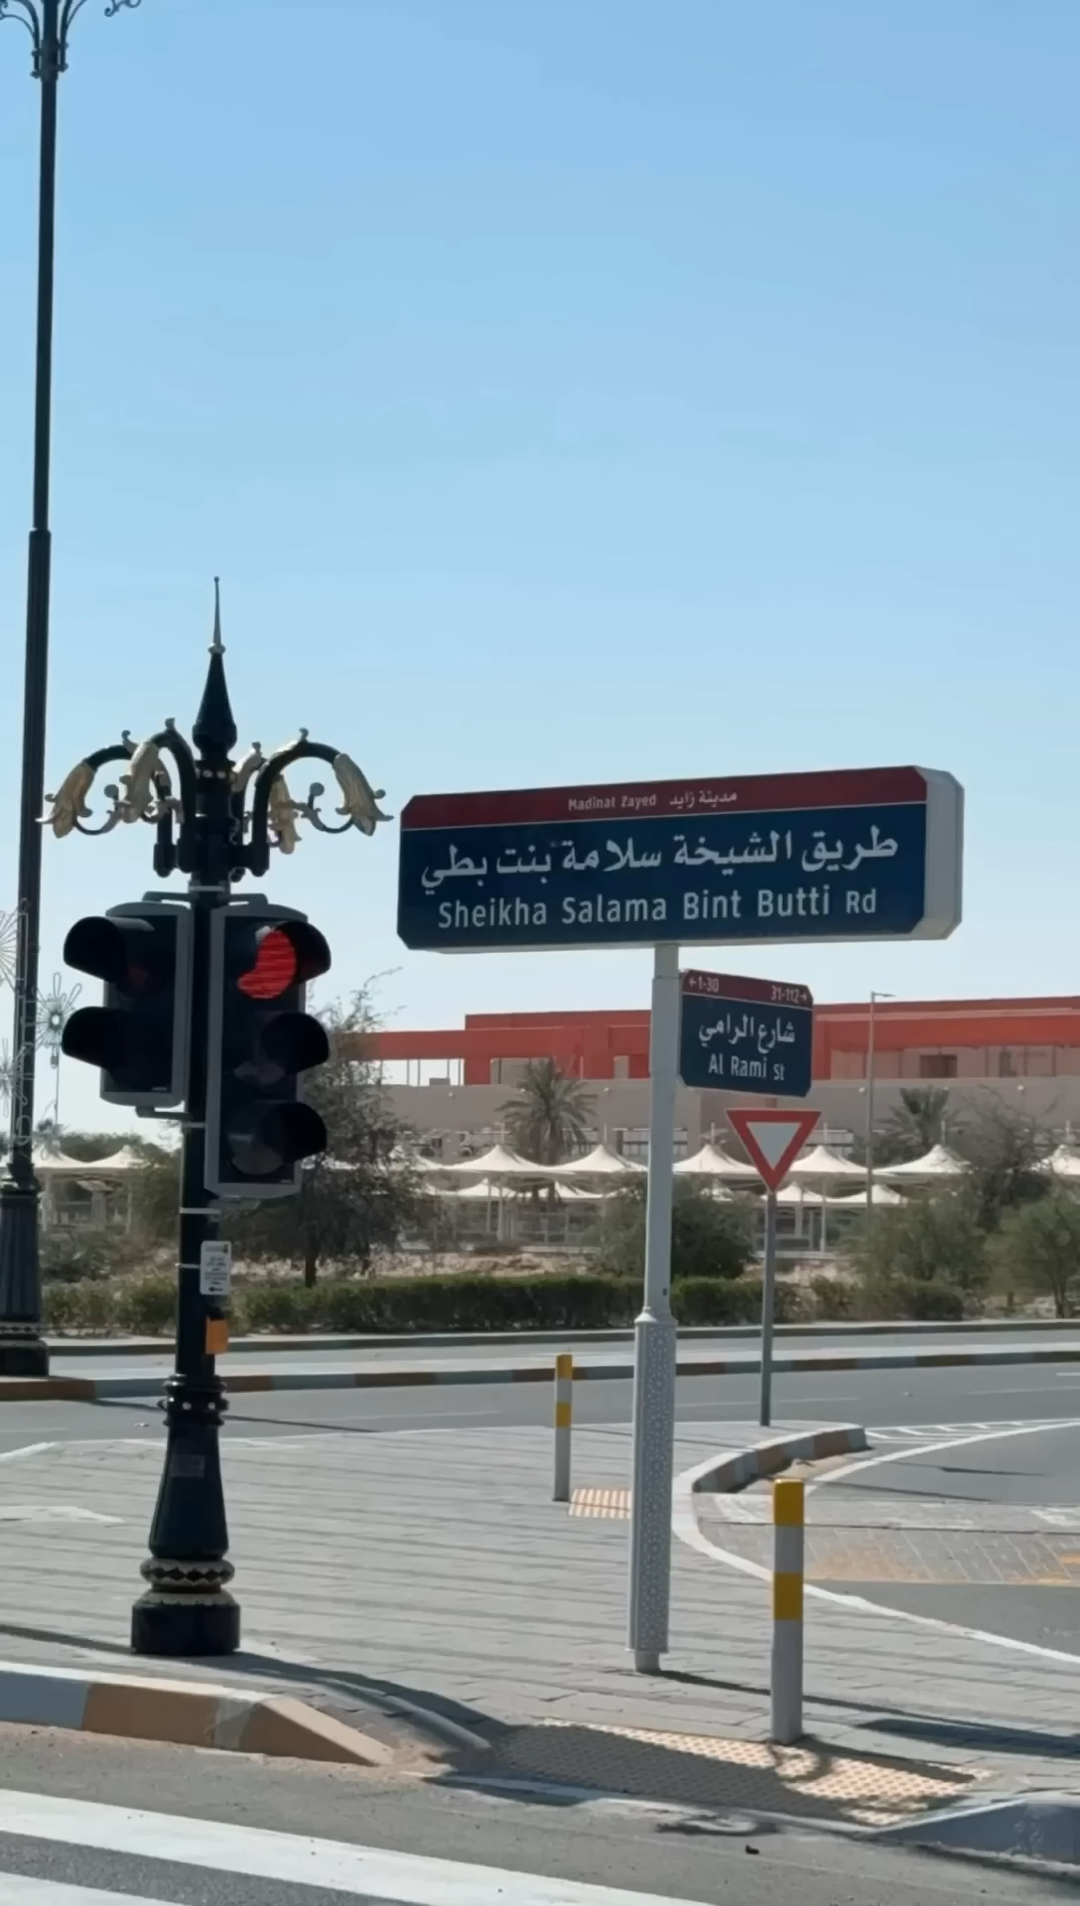 Madinat Zayed مدينة زايد
طريق الشيخة سلامة بنت بطي
Sheikha Salama Bint Butti Rd
←1-30 31-112→
شارع الرامي
Al Rami St